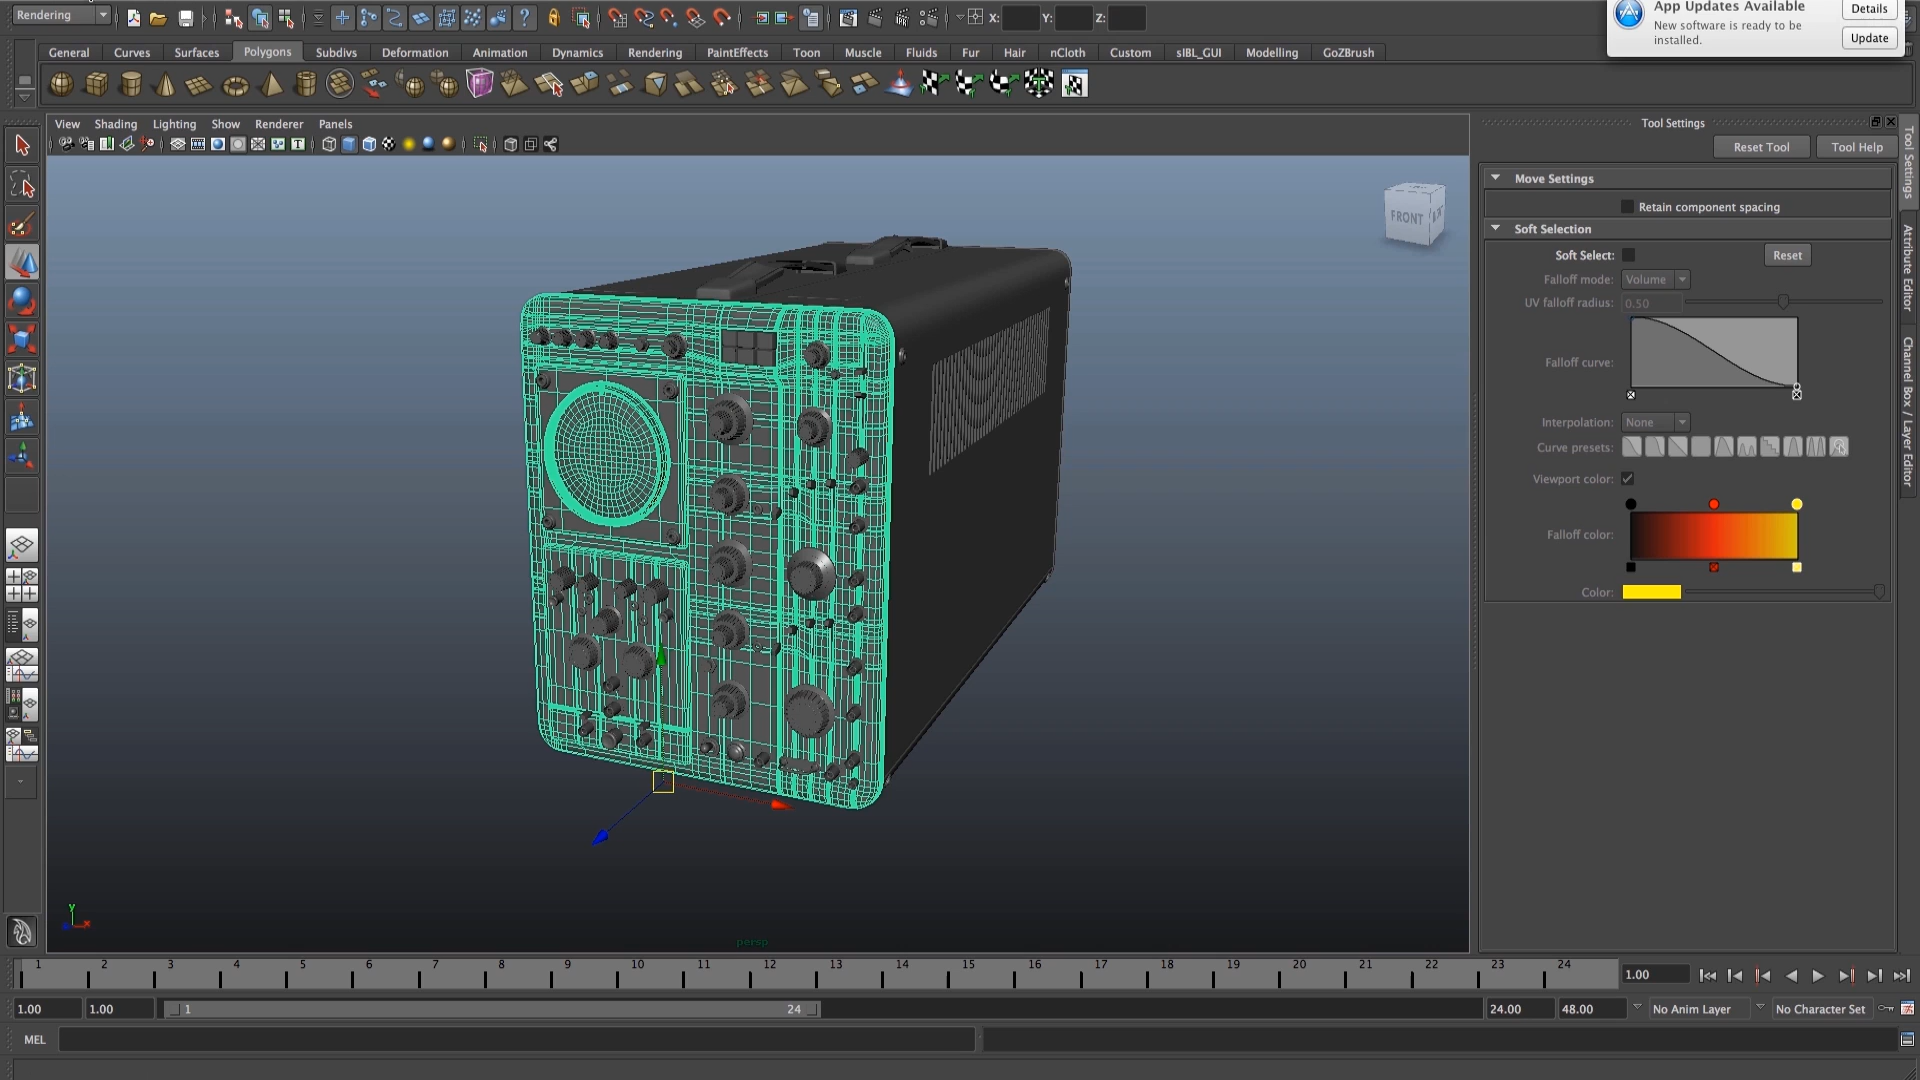 Rendering
X:
Y:
Z:
App Updates Available
New software is ready to be
installed.
Details
Update
General Curves Surfaces Polygons Subdivs Deformation Animation Dynamics Rendering PaintEffects Toon Muscle Fluids Fur Hair nCloth Custom sIBL_GUI Modelling GoZBrush
View Shading Lighting Show Renderer Panels
FRONT
persp
Y
Tool Settings
Reset Tool Tool Help
Move Settings
Retain component spacing
Soft Selection
Soft Select: Reset
Falloff mode: Volume
UV falloff radius: 0.50
Falloff curve:
Interpolation: None
Curve presets:
Viewport color:
Falloff color:
Color:
Tool Settings
Attribute Editor
Channel Box / Layer Editor
1 2 3 4 5 6 7 8 9 10 11 12 13 14 15 16 17 18 19 20 21 22 23 24
1.00
1.00 1.00 1 24 24.00 48.00 No Anim Layer No Character Set
MEL